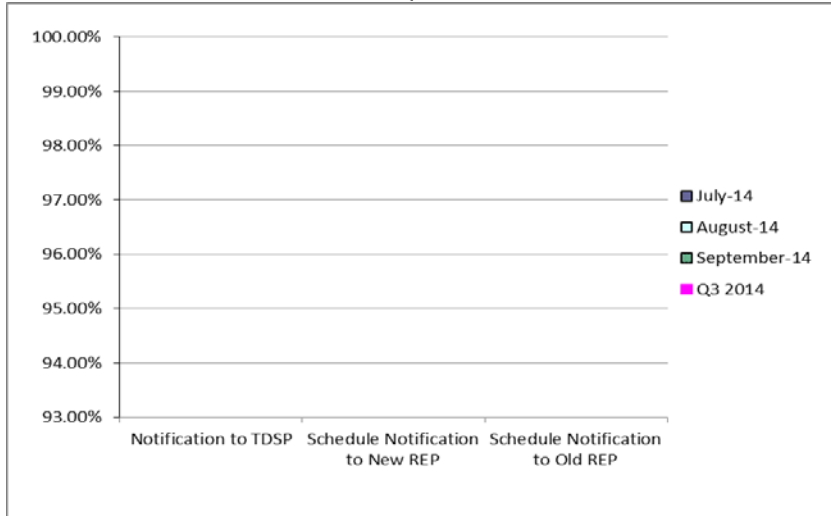 100.00%
99.00%
98.00%
97.00%
96.00%
95.00%
94.00%
93.00%
Notification to TDSP
Schedule Notification
to New REP
Schedule Notification
to Old REP
July-14
August-14
September-14
Q3 2014